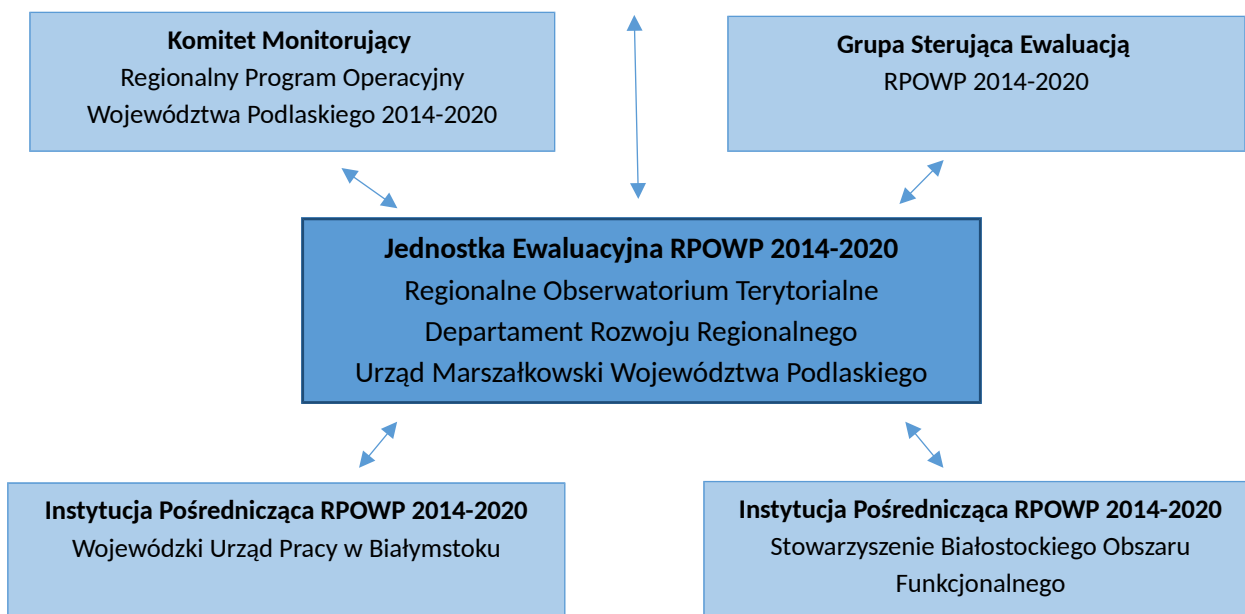 Komitet Monitorujący
Regionalny Program Operacyjny
Województwa Podlaskiego 2014-2020
Grupa Sterująca Ewaluacją
RPOWP 2014-2020
Jednostka Ewaluacyjna RPOWP 2014-2020
Regionalne Obserwatorium Terytorialne
Departament Rozwoju Regionalnego
Urząd Marszałkowski Województwa Podlaskiego
Instytucja Pośrednicząca RPOWP 2014-2020
Wojewódzki Urząd Pracy w Białymstoku
Instytucja Pośrednicząca RPOWP 2014-2020
Stowarzyszenie Białostockiego Obszaru
Funkcjonalnego